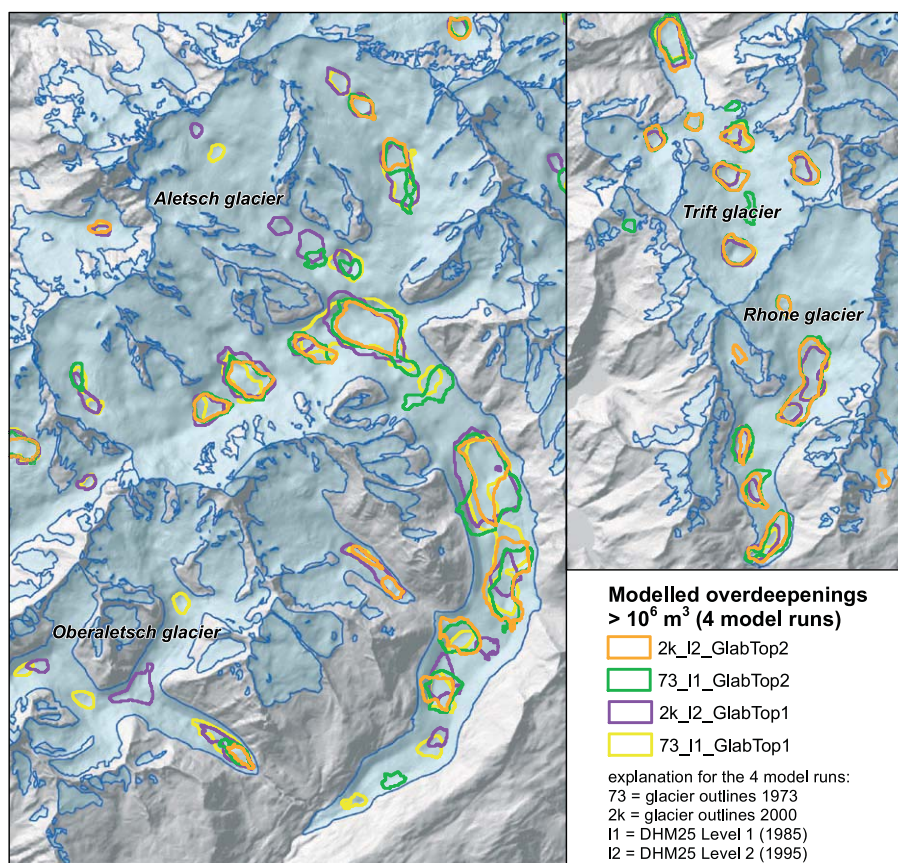 Aletsch glacier
Oberaletsch glacier
Trift glacier
Rhone glacier
Modelled overdeepenings
> 10⁶ m³ (4 model runs)
2k_l2_GlabTop2
73_l1_GlabTop2
2k_l2_GlabTop1
73_l1_GlabTop1
explanation for the 4 model runs:
73 = glacier outlines 1973
2k = glacier outlines 2000
l1 = DHM25 Level 1 (1985)
l2 = DHM25 Level 2 (1995)